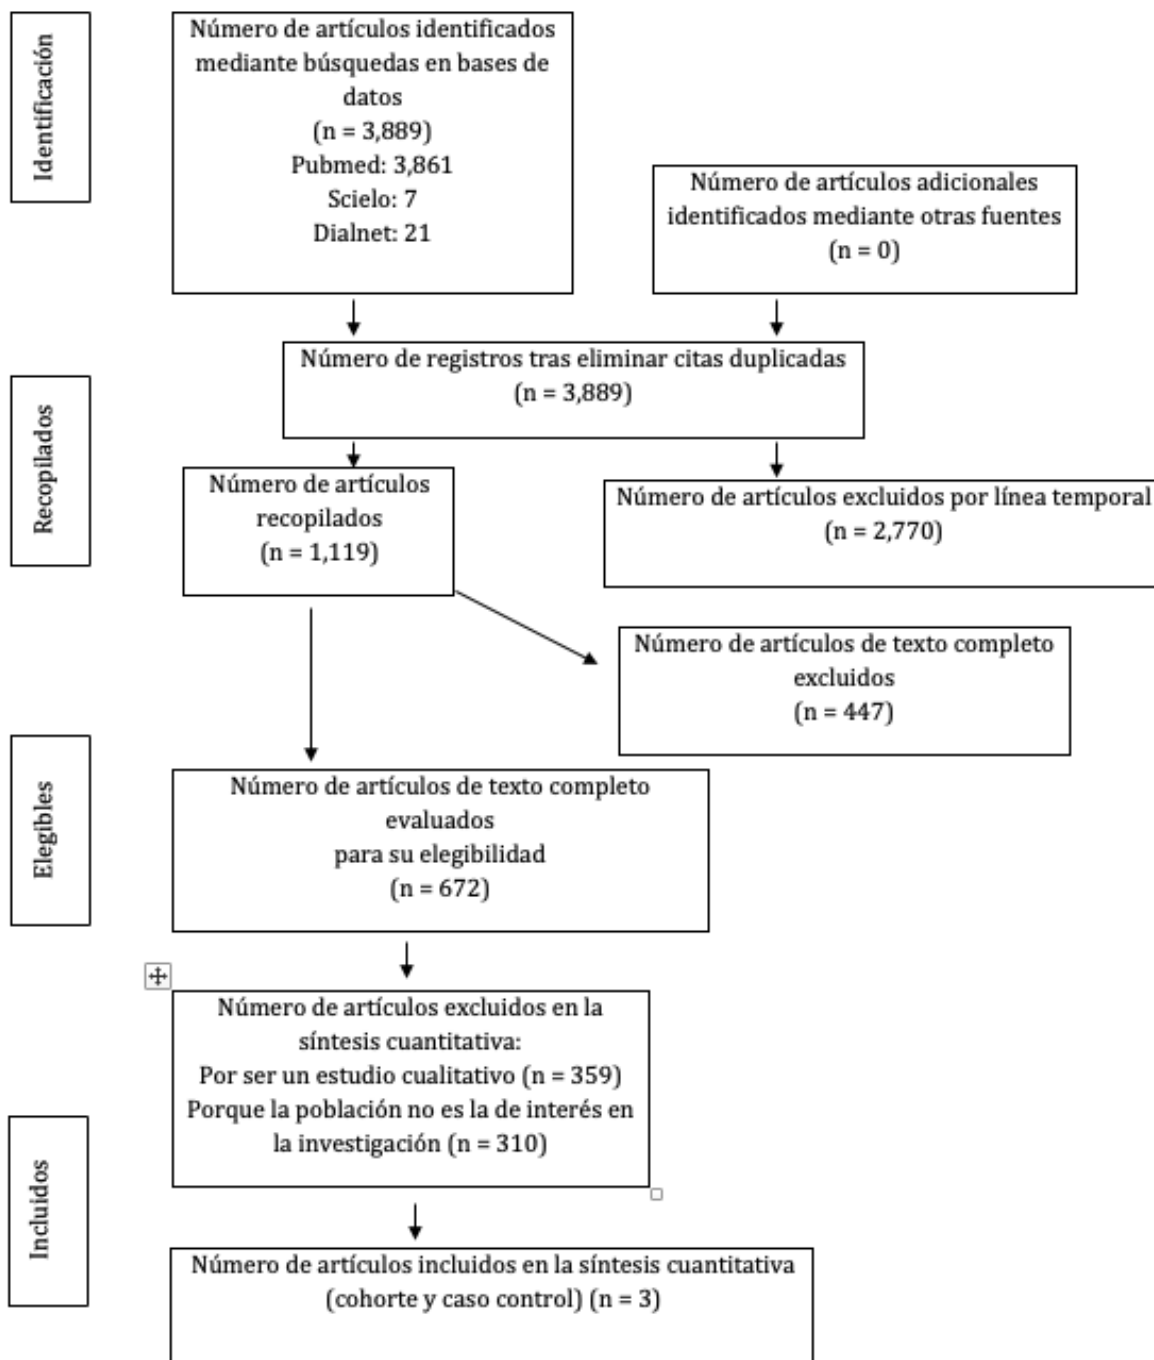 Identificación
Número de artículos identificados
mediante búsquedas en bases de
datos
(n = 3,889)
Pubmed: 3,861
Scielo: 7
Dialnet: 21
Número de artículos adicionales
identificados mediante otras fuentes
(n = 0)
Recopilados
Número de registros tras eliminar citas duplicadas
(n = 3,889)
Número de artículos
recopilados
(n = 1,119)
Número de artículos excluidos por línea temporal
(n = 2,770)
Número de artículos de texto completo
excluidos
(n = 447)
Elegibles
Número de artículos de texto completo
evaluados
para su elegibilidad
(n = 672)
Número de artículos excluidos en la
síntesis cuantitativa:
Por ser un estudio cualitativo (n = 359)
Porque la población no es la de interés en
la investigación (n = 310)
Incluidos
Número de artículos incluidos en la síntesis cuantitativa
(cohorte y caso control) (n = 3)